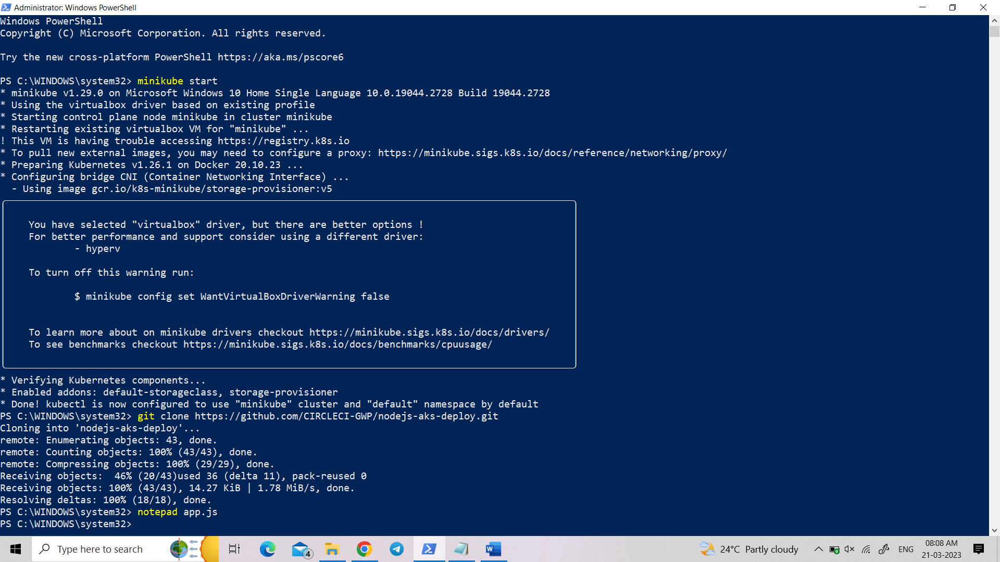 Administrator: Windows PowerShell
Windows PowerShell
Copyright (C) Microsoft Corporation. All rights reserved.
Try the new cross-platform PowerShell https://aka.ms/pscore6
PS C:\WINDOWS\system32> minikube start
* minikube v1.29.0 on Microsoft Windows 10 Home Single Language 10.0.19044.2728 Build 19044.2728
* Using the virtualbox driver based on existing profile
* Starting control plane node minikube in cluster minikube
* Restarting existing virtualbox VM for "minikube" ...
! This VM is having trouble accessing https://registry.k8s.io
* To pull new external images, you may need to configure a proxy: https://minikube.sigs.k8s.io/docs/reference/networking/proxy/
* Preparing Kubernetes v1.26.1 on Docker 20.10.23 ...
* Configuring bridge CNI (Container Networking Interface) ...
  - Using image gcr.io/k8s-minikube/storage-provisioner:v5
You have selected "virtualbox" driver, but there are better options !
For better performance and support consider using a different driver:
- hyperv
To turn off this warning run:
$ minikube config set WantVirtualBoxDriverWarning false
To learn more about on minikube drivers checkout https://minikube.sigs.k8s.io/docs/drivers/
To see benchmarks checkout https://minikube.sigs.k8s.io/docs/benchmarks/cpuusage/
* Verifying Kubernetes components...
* Enabled addons: default-storageclass, storage-provisioner
* Done! kubectl is now configured to use "minikube" cluster and "default" namespace by default
PS C:\WINDOWS\system32> git clone https://github.com/CIRCLECI-GWP/nodejs-aks-deploy.git
Cloning into 'nodejs-aks-deploy'...
remote: Enumerating objects: 43, done.
remote: Counting objects: 100% (43/43), done.
remote: Compressing objects: 100% (29/29), done.
Receiving objects:  46% (20/43)used 36 (delta 11), pack-reused 0
Receiving objects: 100% (43/43), 14.27 KiB | 1.78 MiB/s, done.
Resolving deltas: 100% (18/18), done.
PS C:\WINDOWS\system32> notepad app.js
PS C:\WINDOWS\system32>
Type here to search
4
W
24°C Partly cloudy
ENG
08:08 AM
21-03-2023